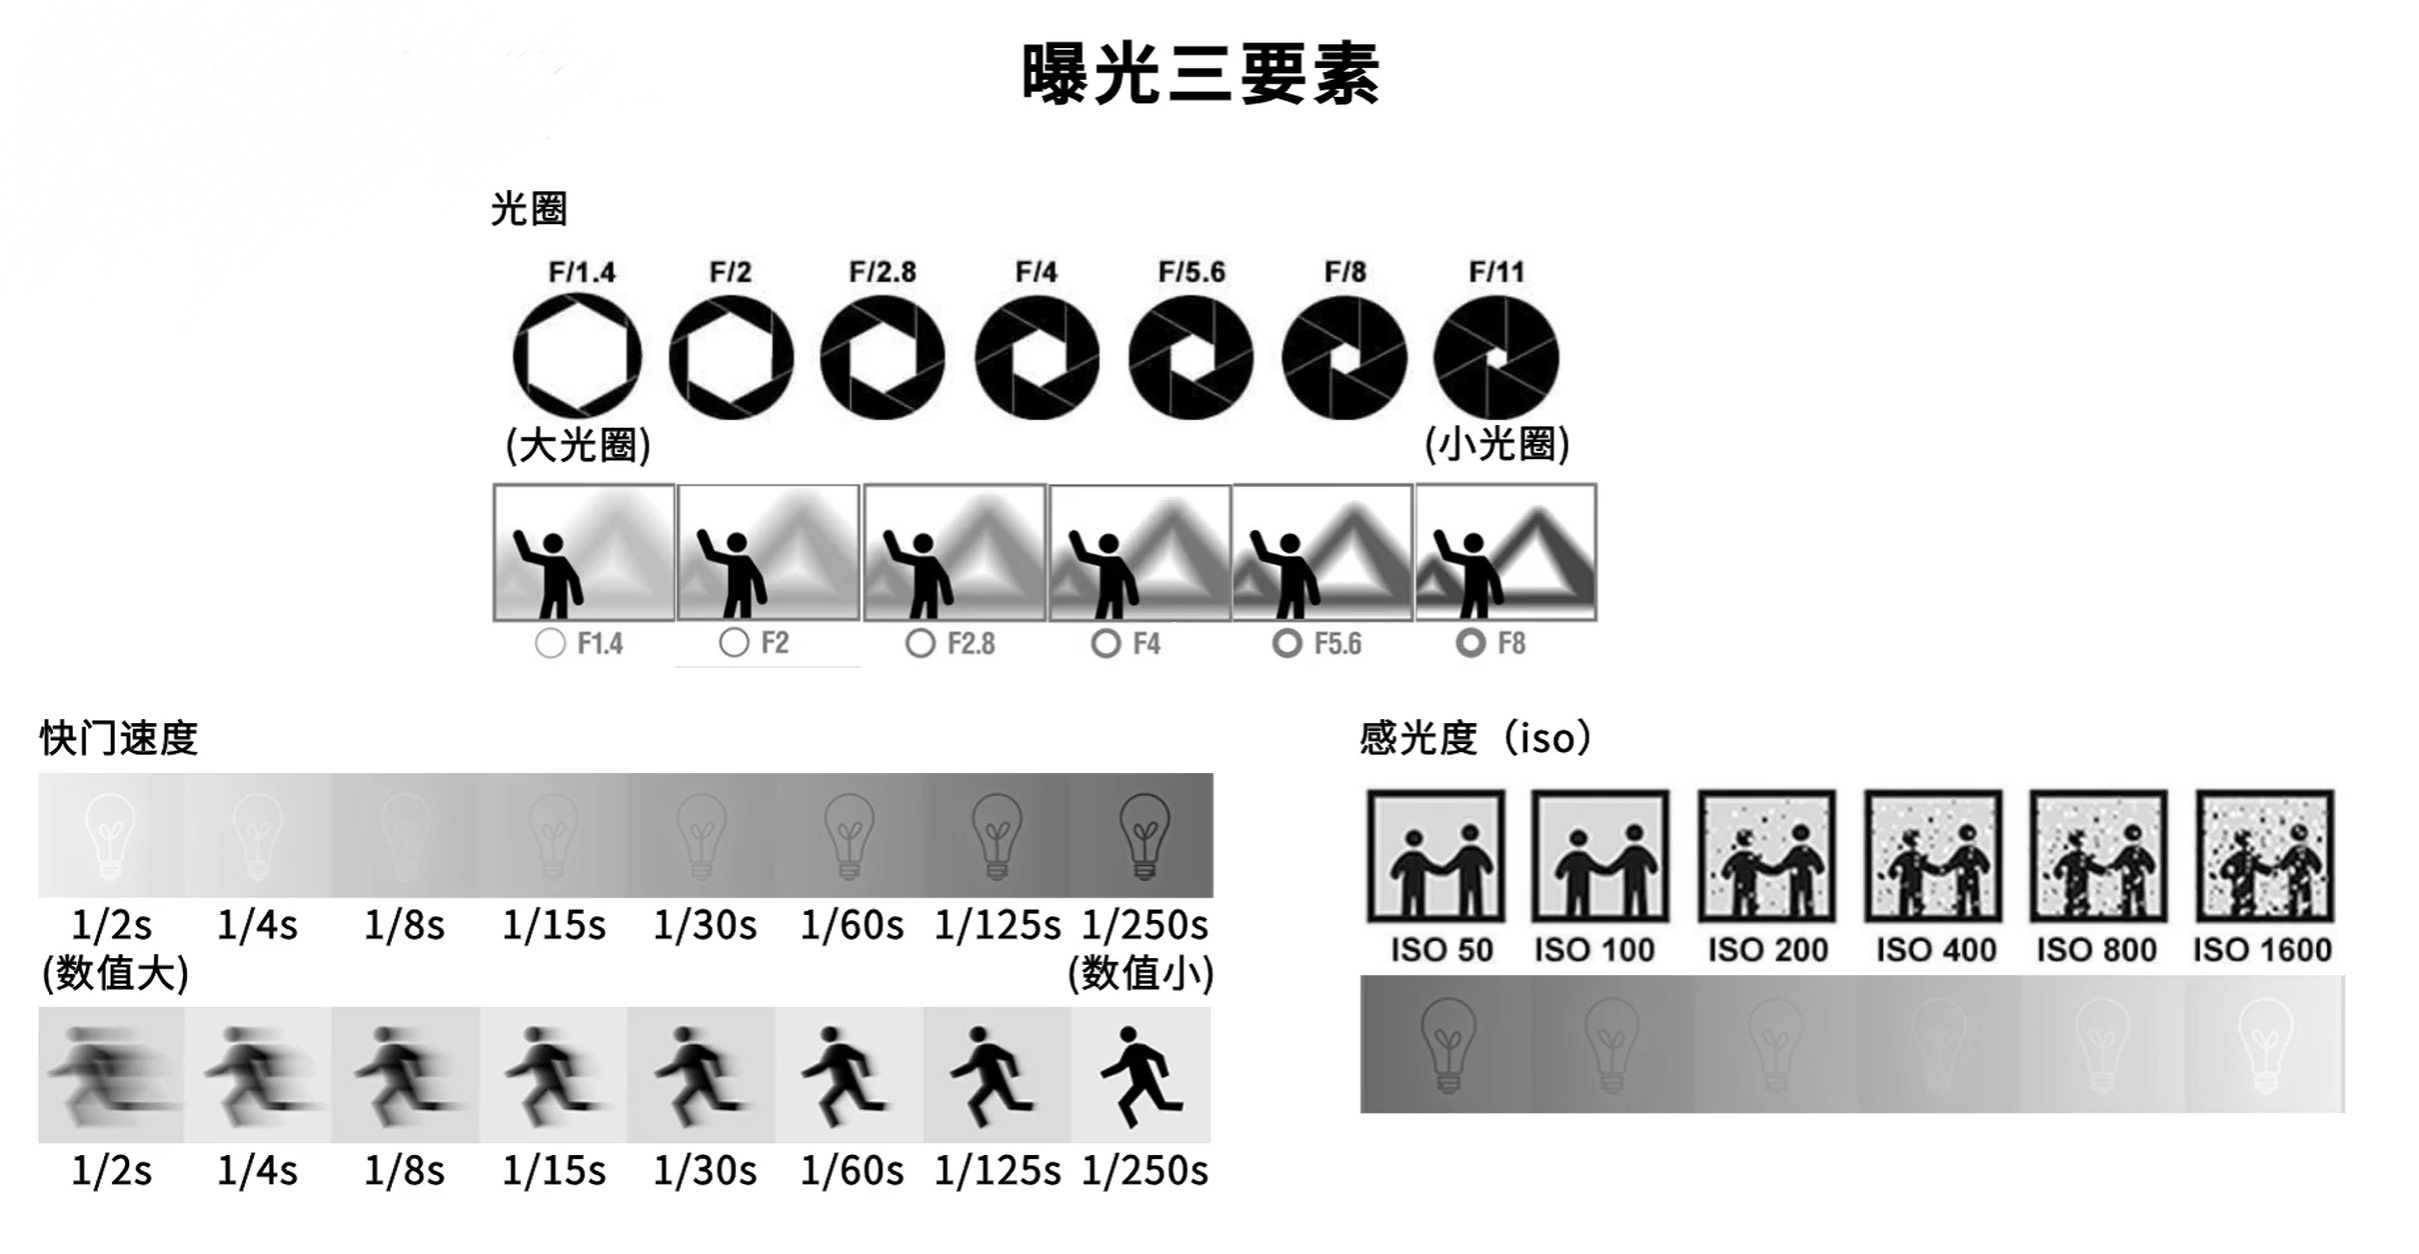 曝光三要素
光圈
F/1.4 F/2 F/2.8 F/4 F/5.6 F/8 F/11
(大光圈) (小光圈)
F1.4 F2 F2.8 F4 F5.6 F8
快门速度
1/2s 1/4s 1/8s 1/15s 1/30s 1/60s 1/125s 1/250s
(数值大) (数值小)
1/2s 1/4s 1/8s 1/15s 1/30s 1/60s 1/125s 1/250s
感光度（iso）
ISO 50 ISO 100 ISO 200 ISO 400 ISO 800 ISO 1600